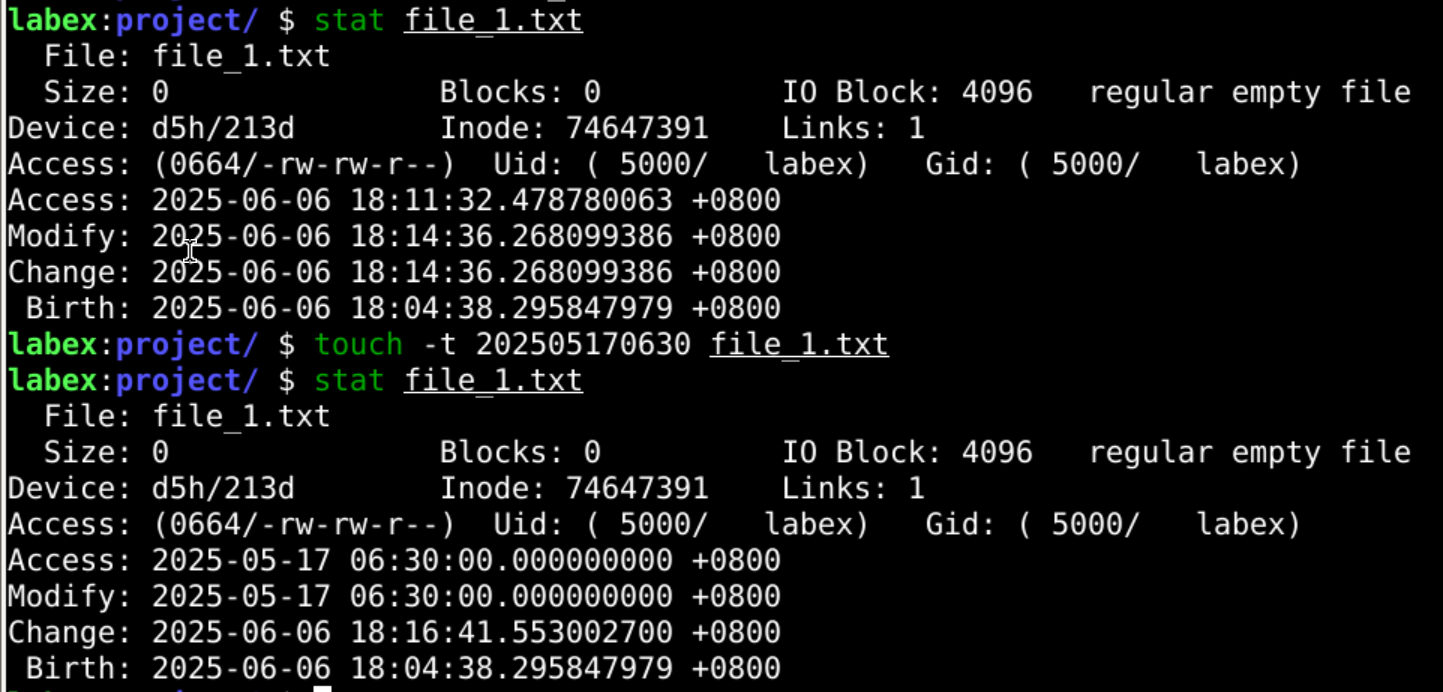 labex:project/ $ stat file_1.txt
  File: file_1.txt
  Size: 0               Blocks: 0          IO Block: 4096   regular empty file
Device: d5h/213d        Inode: 74647391    Links: 1
Access: (0664/-rw-rw-r--)  Uid: ( 5000/   labex)   Gid: ( 5000/   labex)
Access: 2025-06-06 18:11:32.478780063 +0800
Modify: 2025-06-06 18:14:36.268099386 +0800
Change: 2025-06-06 18:14:36.268099386 +0800
 Birth: 2025-06-06 18:04:38.295847979 +0800
labex:project/ $ touch -t 202505170630 file_1.txt
labex:project/ $ stat file_1.txt
  File: file_1.txt
  Size: 0               Blocks: 0          IO Block: 4096   regular empty file
Device: d5h/213d        Inode: 74647391    Links: 1
Access: (0664/-rw-rw-r--)  Uid: ( 5000/   labex)   Gid: ( 5000/   labex)
Access: 2025-05-17 06:30:00.000000000 +0800
Modify: 2025-05-17 06:30:00.000000000 +0800
Change: 2025-06-06 18:16:41.553002700 +0800
 Birth: 2025-06-06 18:04:38.295847979 +0800